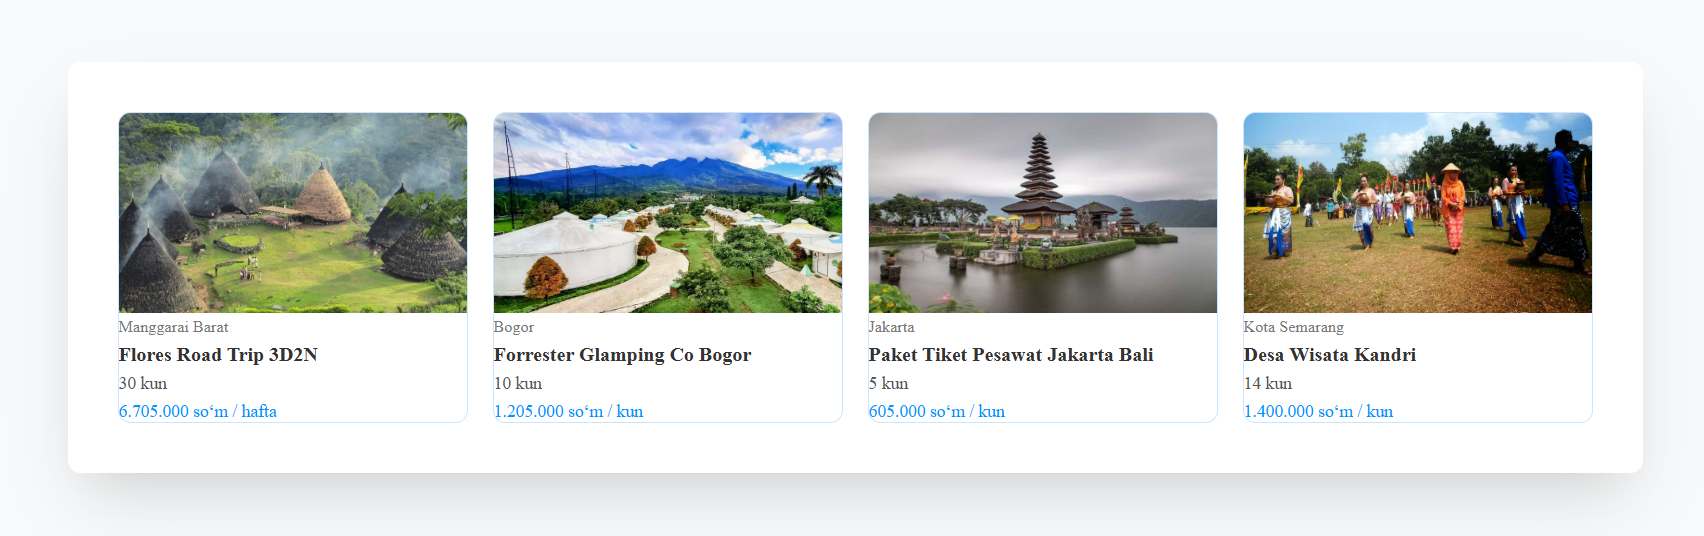 Manggarai Barat
Flores Road Trip 3D2N
30 kun
6.705.000 so‘m / hafta
Bogor
Forrester Glamping Co Bogor
10 kun
1.205.000 so‘m / kun
Jakarta
Paket Tiket Pesawat Jakarta Bali
5 kun
605.000 so‘m / kun
Kota Semarang
Desa Wisata Kandri
14 kun
1.400.000 so‘m / kun